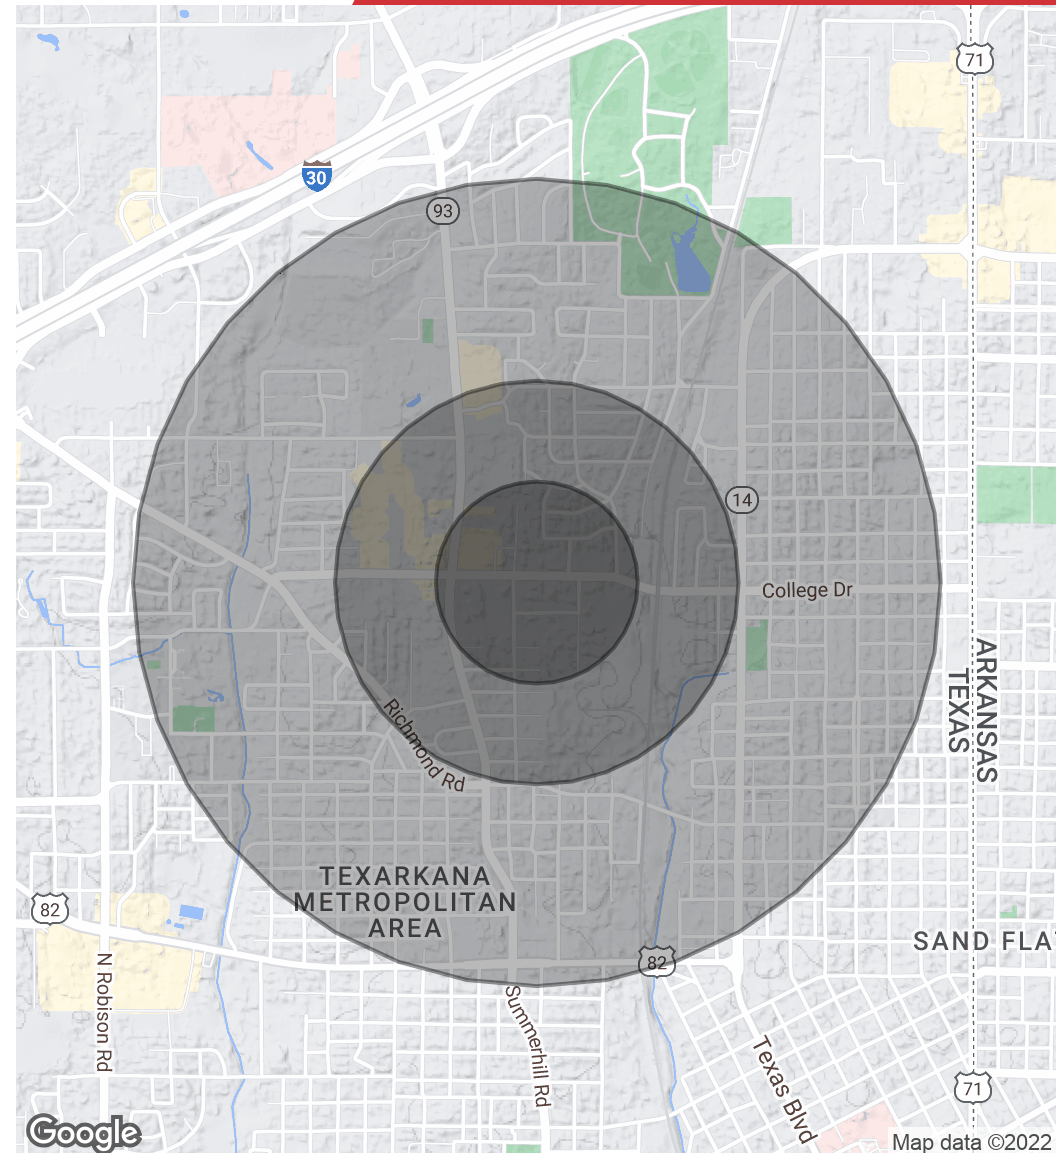 71
30
93
14
College Dr
ARKANSAS
TEXAS
Richmond Rd
TEXARKANA
METROPOLITAN
AREA
82
SAND FLA
N Robison Rd
82
Summerhill Rd
Texas Blvd
71
Google
Map data ©2022